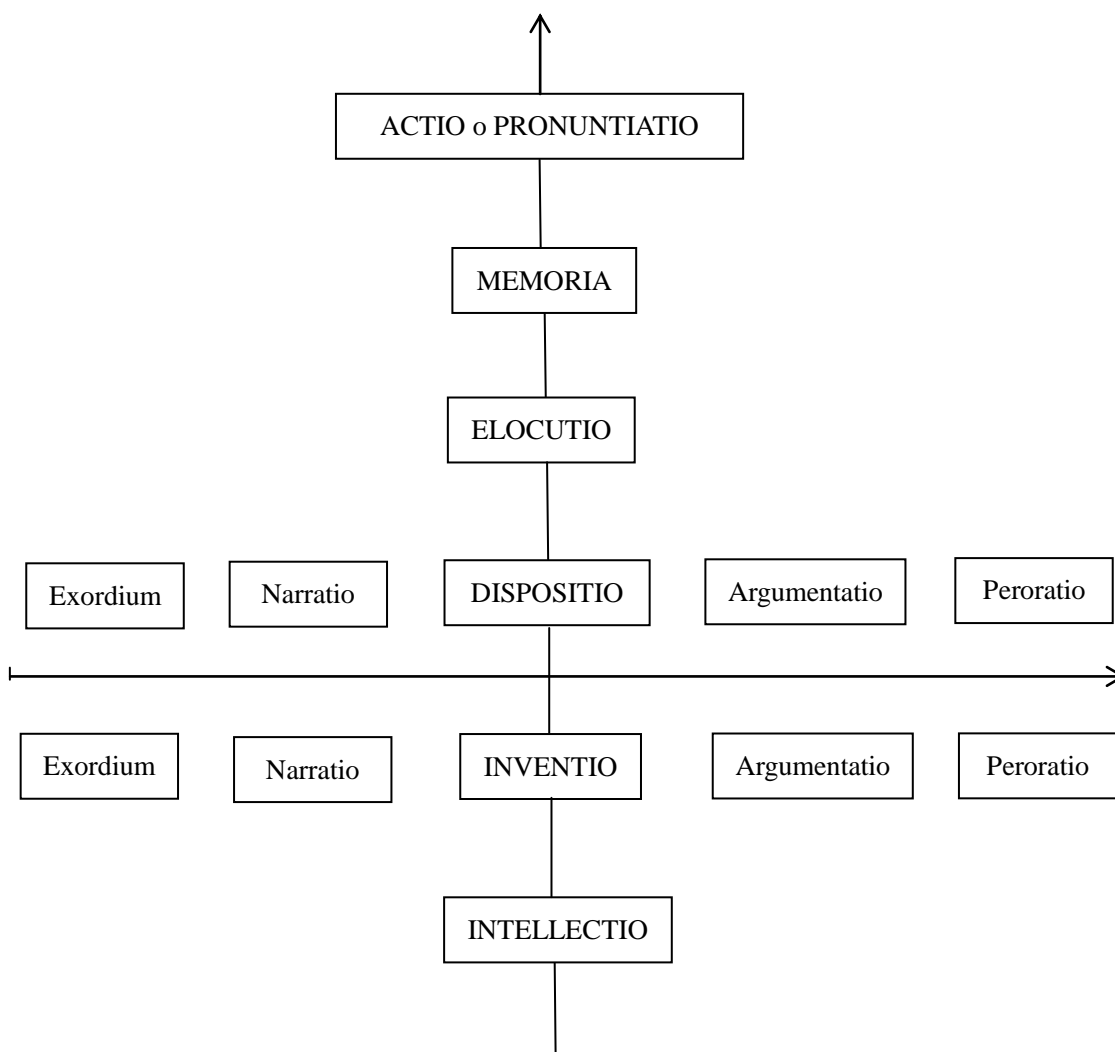 ACTIO o PRONUNTIATIO
MEMORIA
ELOCUTIO
Exordium
Narratio
DISPOSITIO
Argumentatio
Peroratio
Exordium
Narratio
INVENTIO
Argumentatio
Peroratio
INTELLECTIO